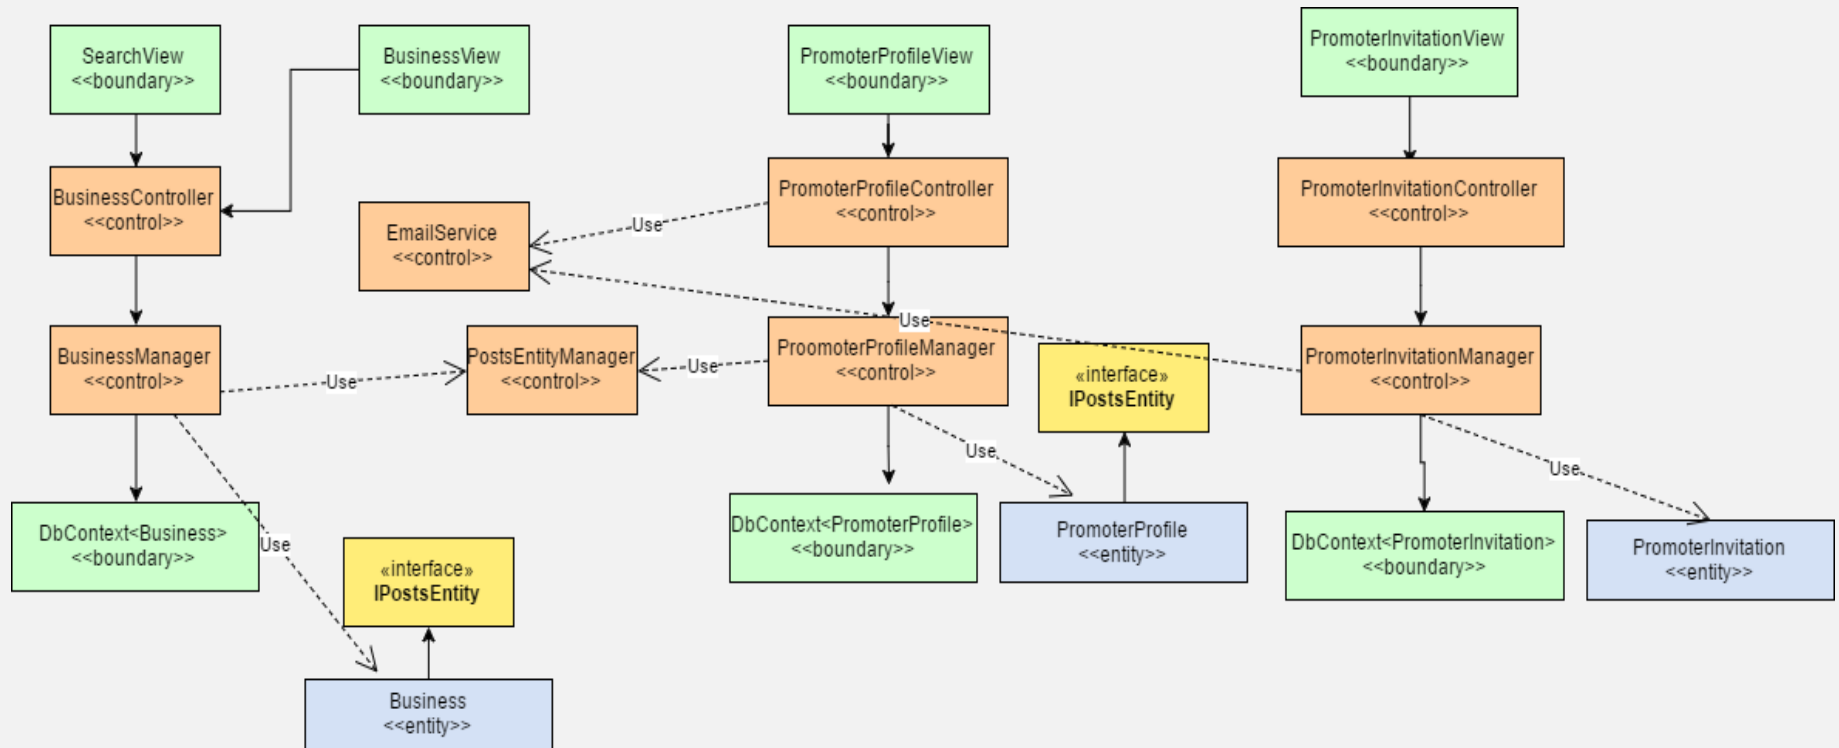 SearchView
<<boundary>>
BusinessView
<<boundary>>
PromoterProfileView
<<boundary>>
PromoterInvitationView
<<boundary>>
BusinessController
<<control>>
EmailService
<<control>>
Use
PromoterProfileController
<<control>>
PromoterInvitationController
<<control>>
Use
BusinessManager
<<control>>
Use
PostsEntityManager
<<control>>
Use
ProomoterProfileManager
<<control>>
«interface»
IPostsEntity
PromoterInvitationManager
<<control>>
Use
Use
DbContext<Business>
<<boundary>>
Use
«interface»
IPostsEntity
DbContext<PromoterProfile>
<<boundary>>
PromoterProfile
<<entity>>
DbContext<PromoterInvitation>
<<boundary>>
PromoterInvitation
<<entity>>
Business
<<entity>>